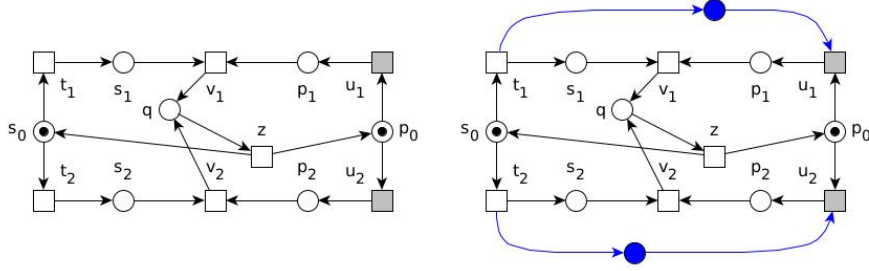 t₁ s₁ v₁ p₁ u₁
q z
s₀ p₀
t₂ s₂ v₂ p₂ u₂
t₁ s₁ v₁ p₁ u₁
q z
s₀ p₀
t₂ s₂ v₂ p₂ u₂